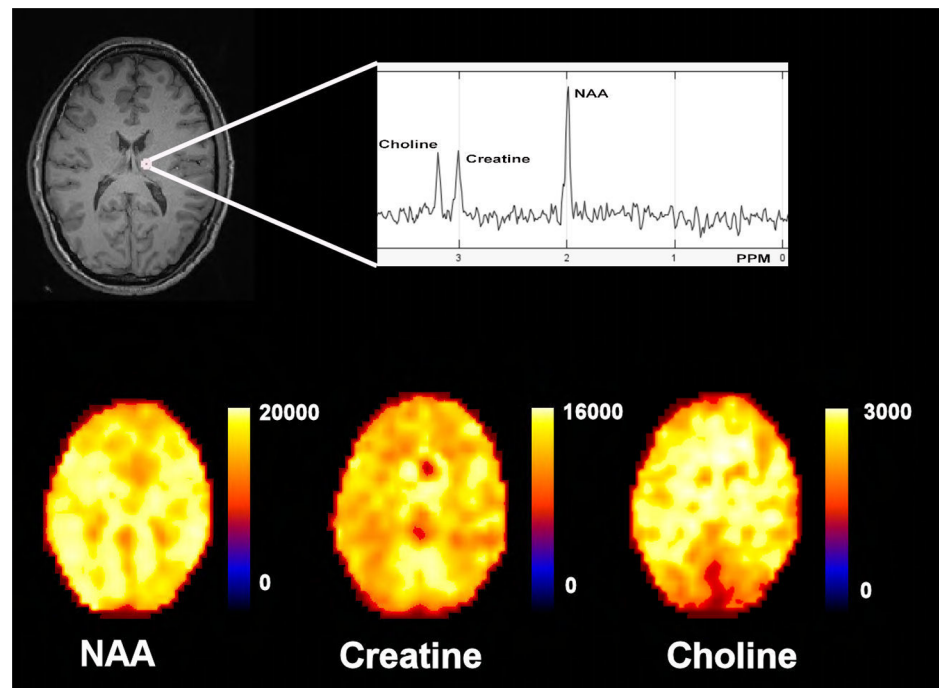 NAA
Choline
Creatine
3 2 1 PPM 0
20000
16000
3000
0
0
0
NAA
Creatine
Choline